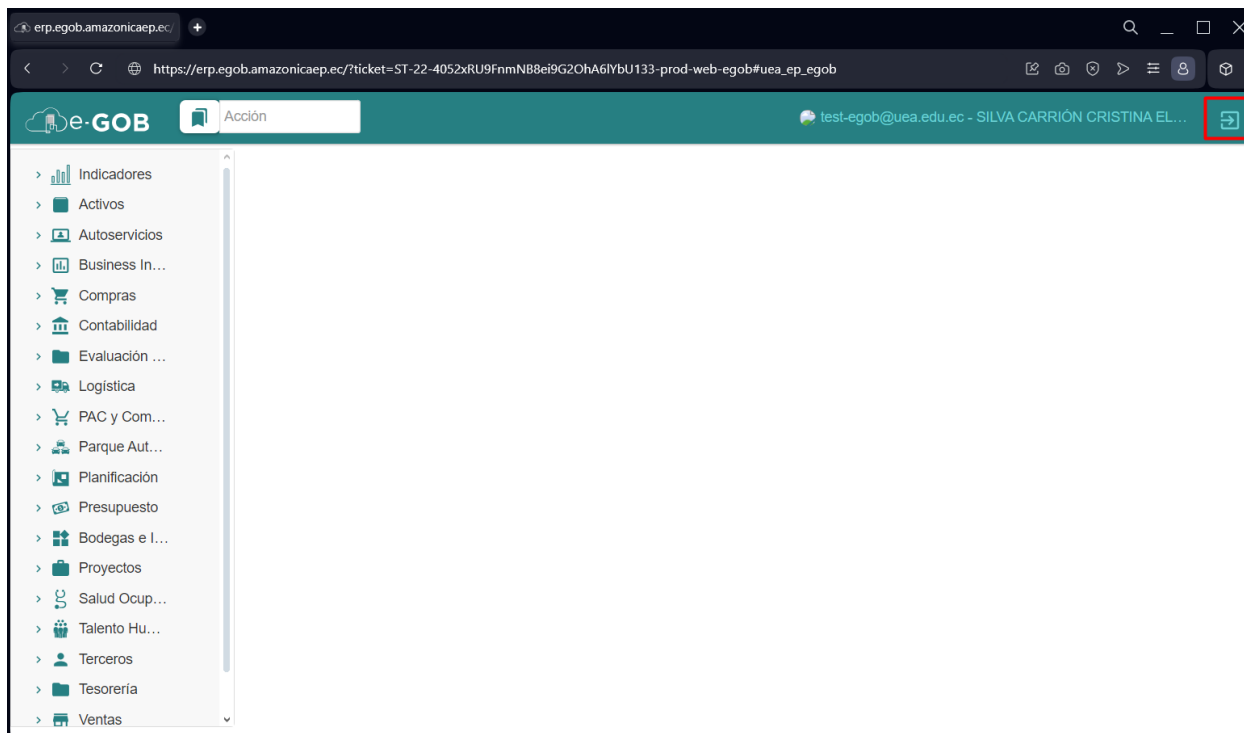 erp.egob.amazonicaep.ec/
https://erp.egob.amazonicaep.ec/?ticket=ST-22-4052xRU9FnmNB8ei9G2OhA6lYbU133-prod-web-egob#uea_ep_egob
e-GOB
Acción
test-egob@uea.edu.ec - SILVA CARRIÓN CRISTINA EL...
Indicadores
Activos
Autoservicios
Business In...
Compras
Contabilidad
Evaluación ...
Logística
PAC y Com...
Parque Aut...
Planificación
Presupuesto
Bodegas e I...
Proyectos
Salud Ocup...
Talento Hu...
Terceros
Tesorería
Ventas